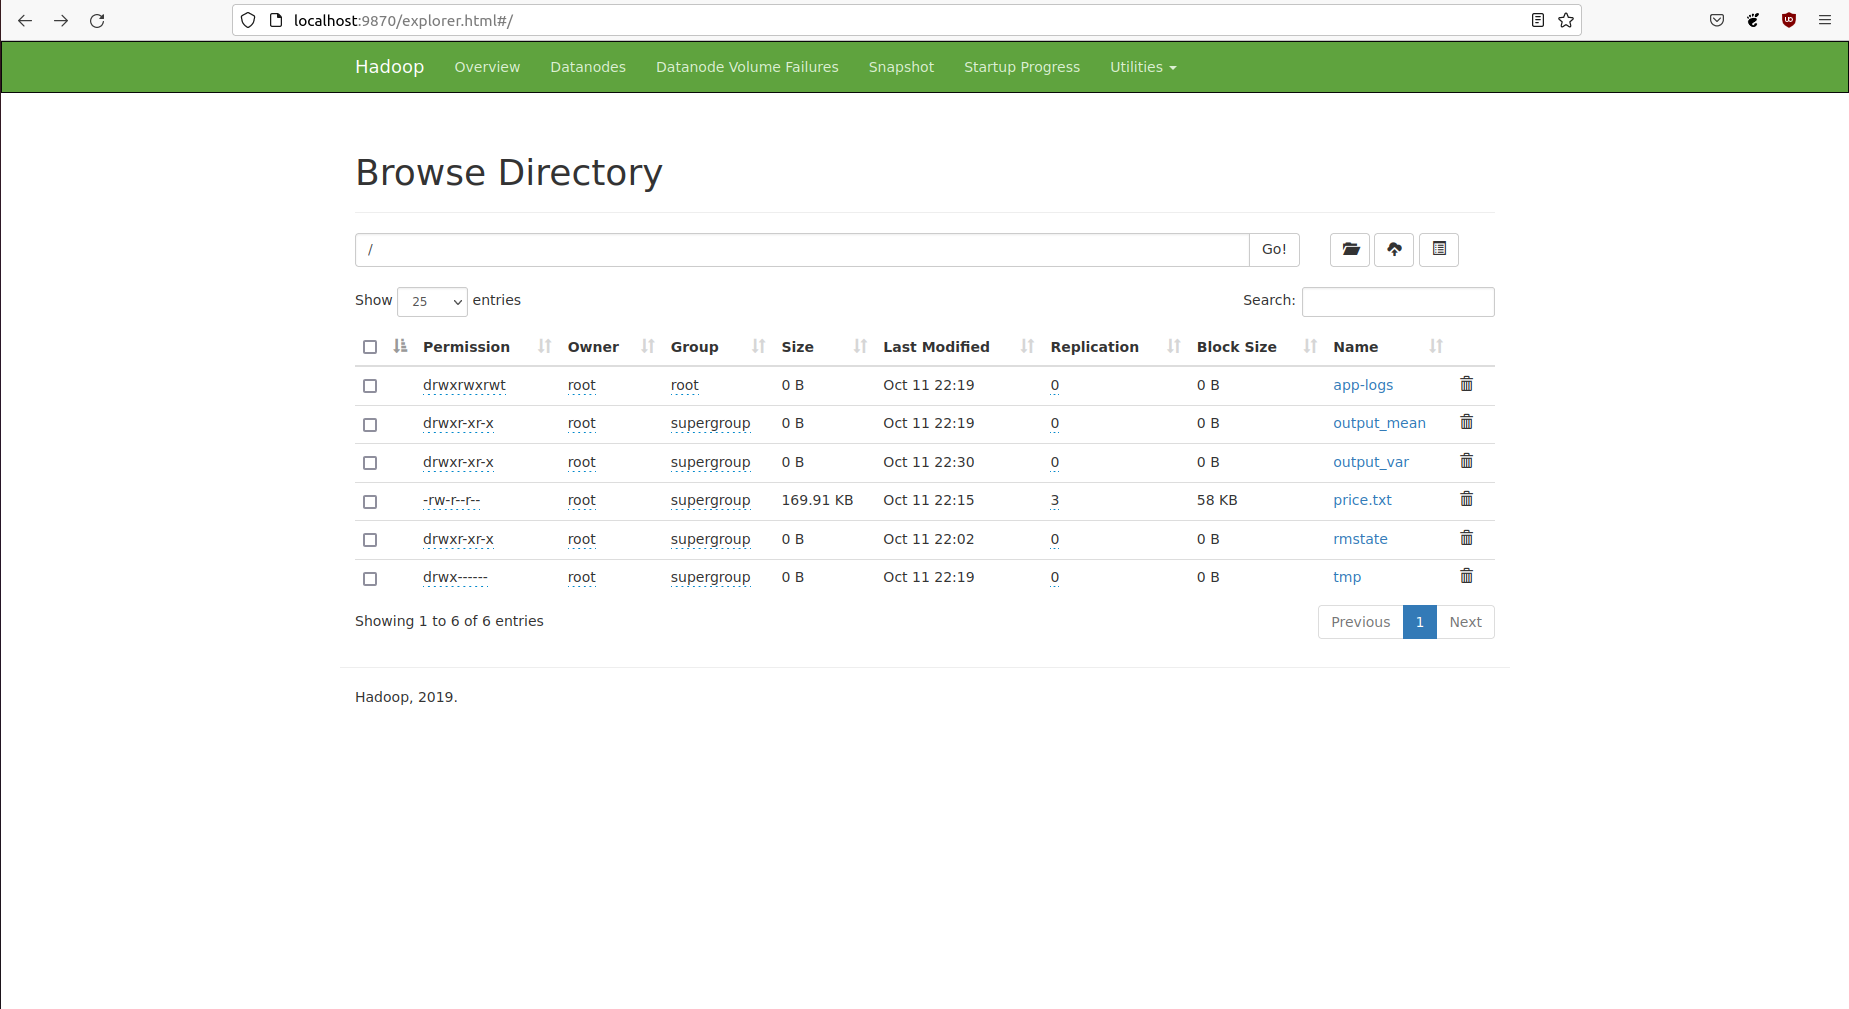 localhost:9870/explorer.html#/
Hadoop Overview Datanodes Datanode Volume Failures Snapshot Startup Progress Utilities
Browse Directory
/ Go!
Show 25 entries Search:
Permission Owner Group Size Last Modified Replication Block Size Name
drwxrwxrwt root root 0 B Oct 11 22:19 0 0 B app-logs
drwxr-xr-x root supergroup 0 B Oct 11 22:19 0 0 B output_mean
drwxr-xr-x root supergroup 0 B Oct 11 22:30 0 0 B output_var
-rw-r--r-- root supergroup 169.91 KB Oct 11 22:15 3 58 KB price.txt
drwxr-xr-x root supergroup 0 B Oct 11 22:02 0 0 B rmstate
drwx------ root supergroup 0 B Oct 11 22:19 0 0 B tmp
Showing 1 to 6 of 6 entries Previous 1 Next
Hadoop, 2019.